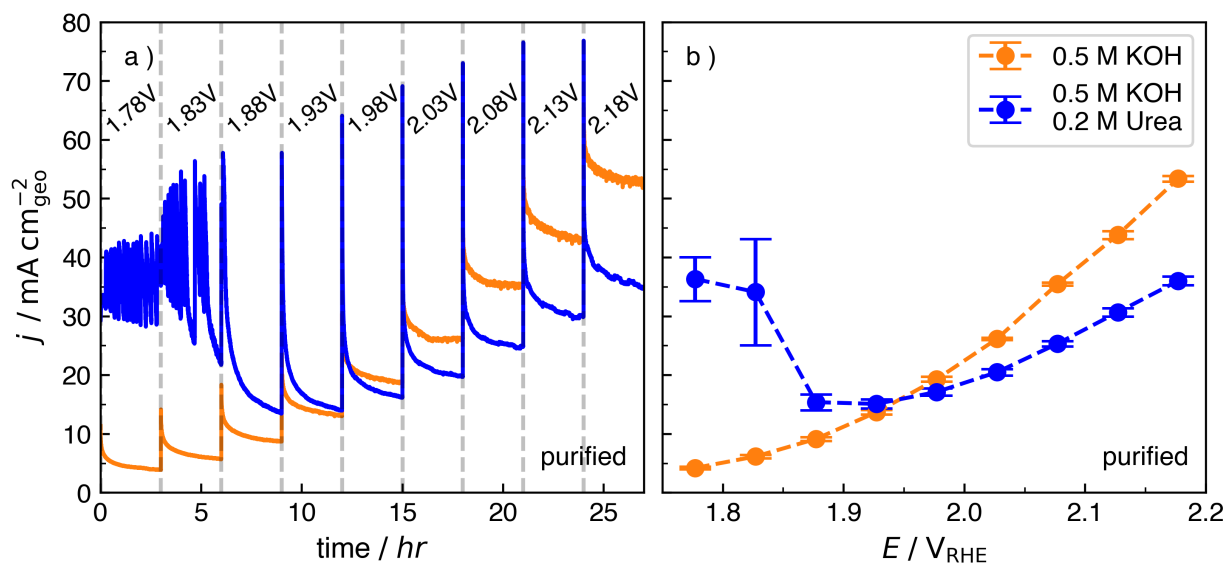 a )
1.78V
1.83V
1.88V
1.93V
1.98V
2.03V
2.08V
2.13V
2.18V
80
70
60
50
40
30
20
10
0
j / mA cm⁻²geo
purified
0
5
10
15
20
25
time / hr
b )
0.5 M KOH
0.5 M KOH
0.2 M Urea
purified
1.8
1.9
2.0
2.1
2.2
E / VRHE